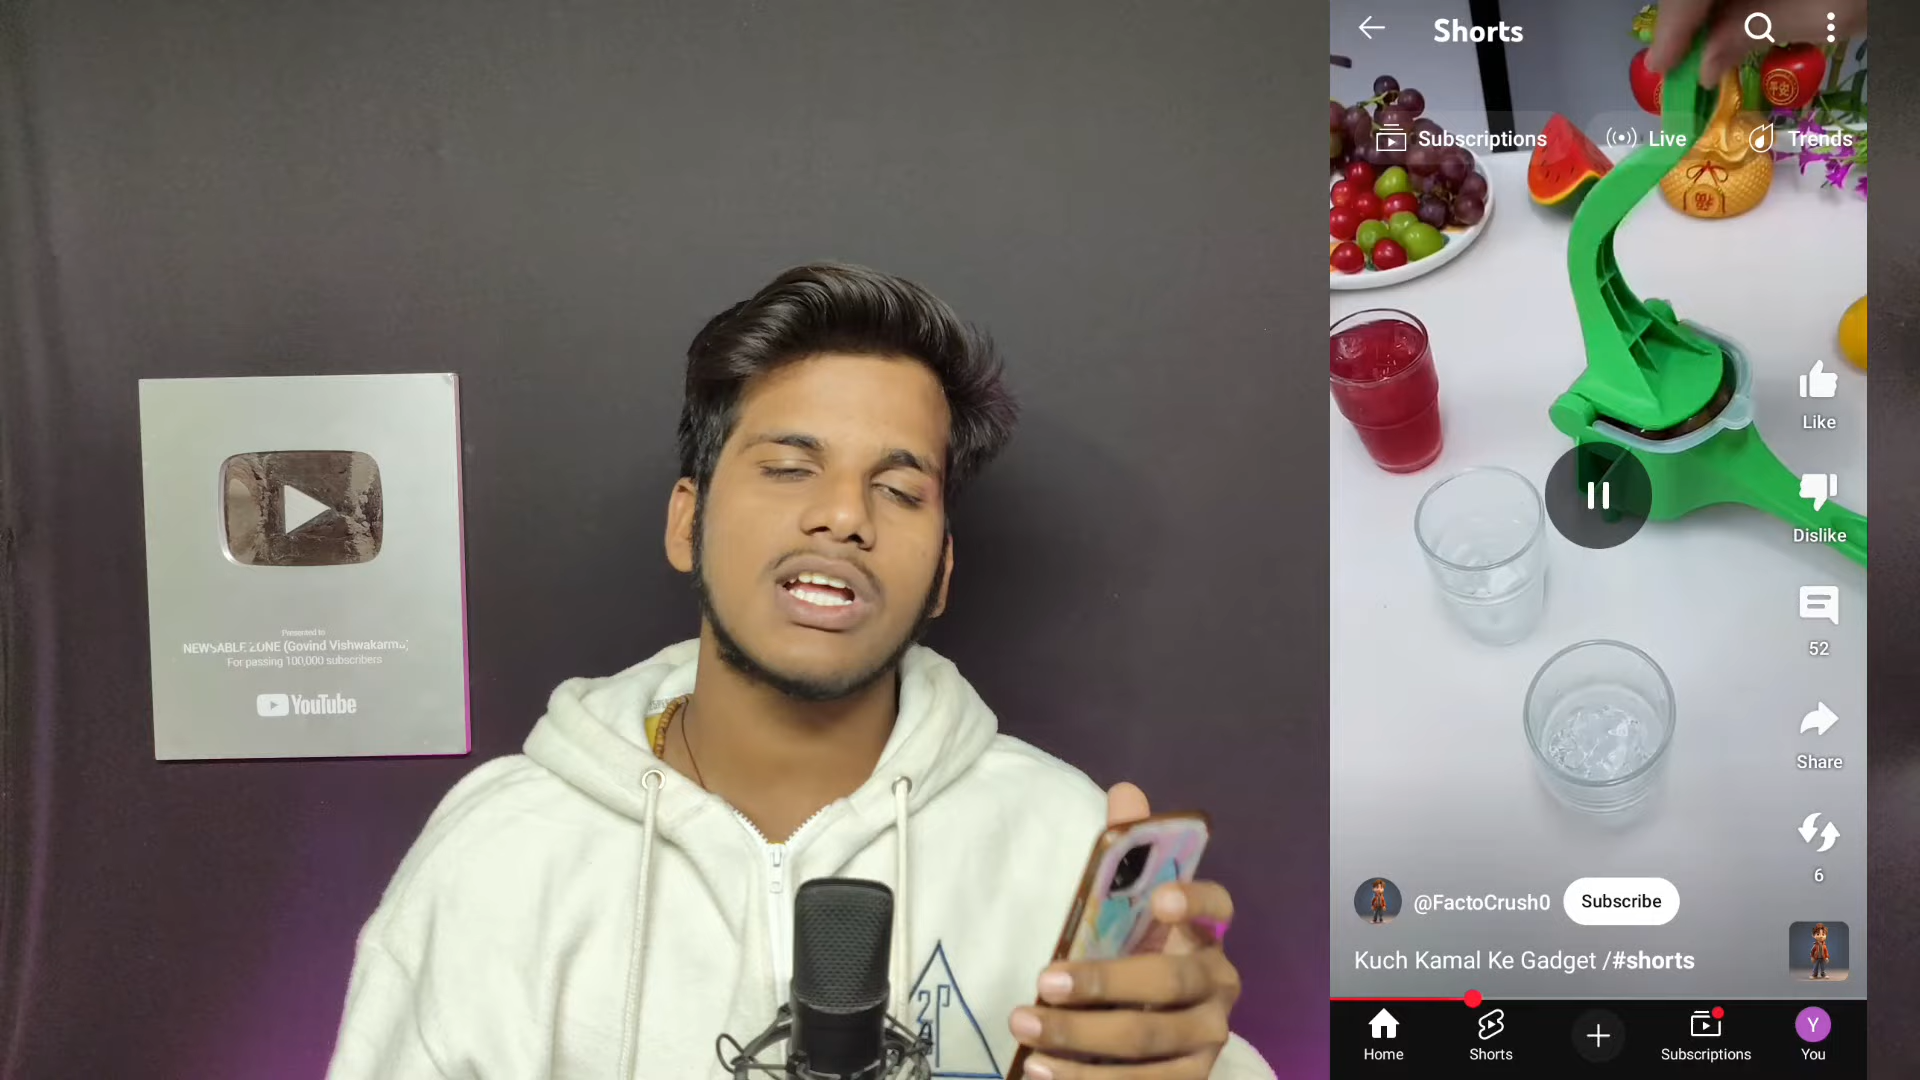 Presented to
NEWSABLE ZONE (Govind Vishwakarma)
For passing 100,000 subscribers
YouTube
Shorts
Subscriptions
Live
Trends
Like
Dislike
52
Share
6
@FactoCrush0
Subscribe
Kuch Kamal Ke Gadget /#shorts
Home
Shorts
Subscriptions
Y
You